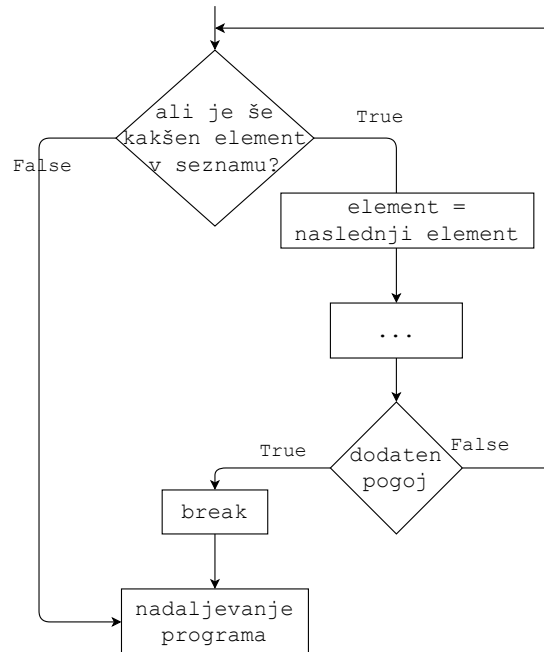 ali je še
kakšen element
v seznamu?
True
False
element =
naslednji element
...
dodaten
pogoj
True
False
break
nadaljevanje
programa